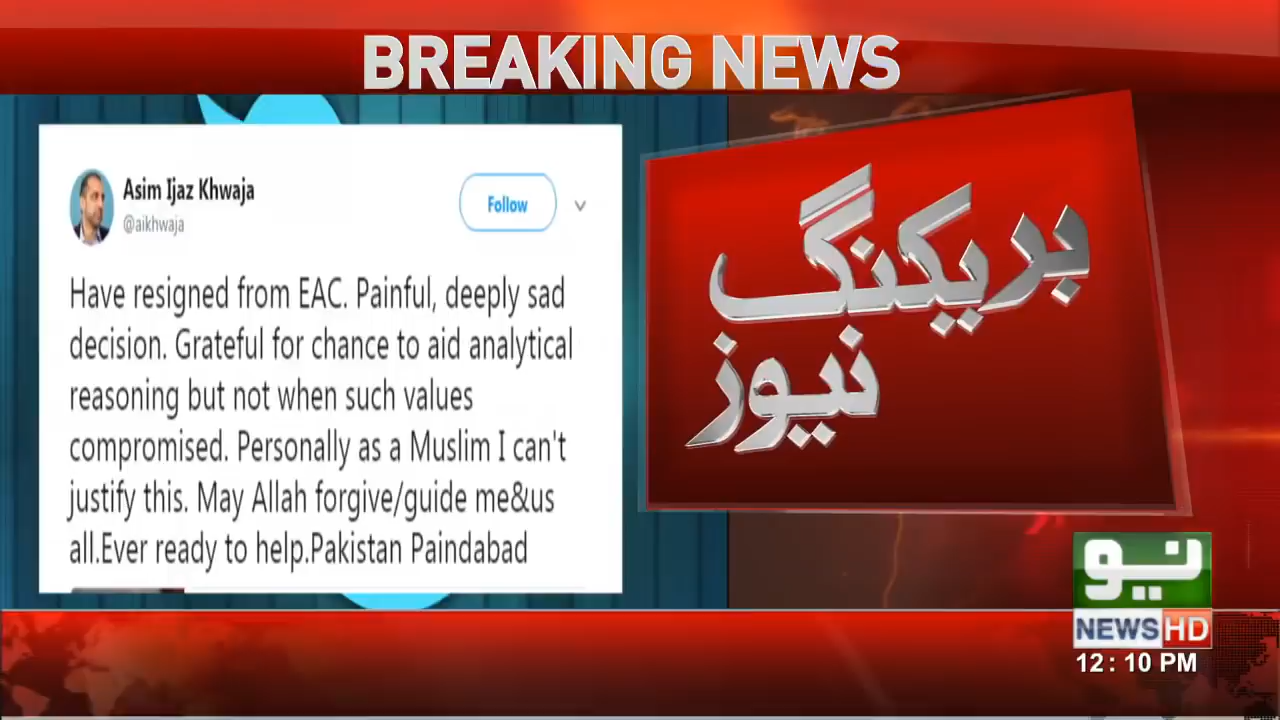 BREAKING NEWS
Asim Ijaz Khwaja
@aikhwaja
Follow
Have resigned from EAC. Painful, deeply sad
decision. Grateful for chance to aid analytical
reasoning but not when such values
compromised. Personally as a Muslim I can't
justify this. May Allah forgive/guide me&us
all.Ever ready to help.Pakistan Paindabad
بریکنگ
نیوز
نیو
NEWS HD
12:10 PM